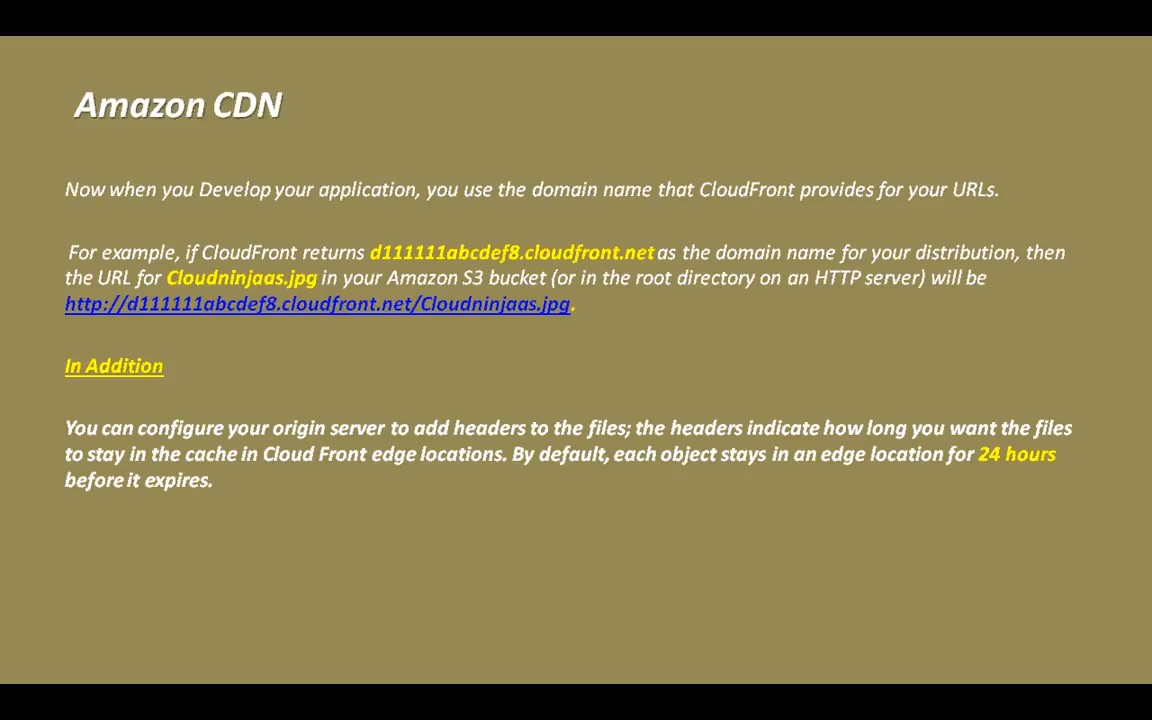 Amazon CDN
Now when you Develop your application, you use the domain name that CloudFront provides for your URLs.
For example, if CloudFront returns d111111abcdef8.cloudfront.net as the domain name for your distribution, then
the URL for Cloudninjaas.jpg in your Amazon S3 bucket (or in the root directory on an HTTP server) will be
http://d111111abcdef8.cloudfront.net/Cloudninjaas.jpg.
In Addition
You can configure your origin server to add headers to the files; the headers indicate how long you want the files
to stay in the cache in Cloud Front edge locations. By default, each object stays in an edge location for 24 hours
before it expires.